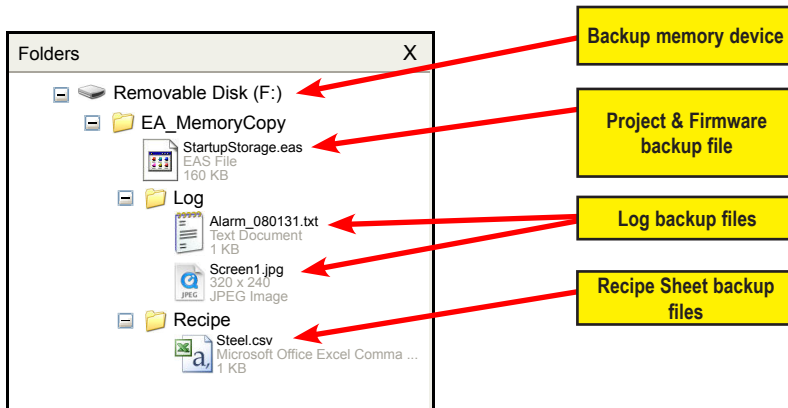 Folders X
Removable Disk (F:)
EA_MemoryCopy
StartupStorage.eas
EAS File
160 KB
Log
Alarm_080131.txt
Text Document
1 KB
Screen1.jpg
320 x 240
JPEG Image
JPEG
Recipe
Steel.csv
Microsoft Office Excel Comma ...
1 KB
a,
Backup memory device
Project & Firmware
backup file
Log backup files
Recipe Sheet backup
files